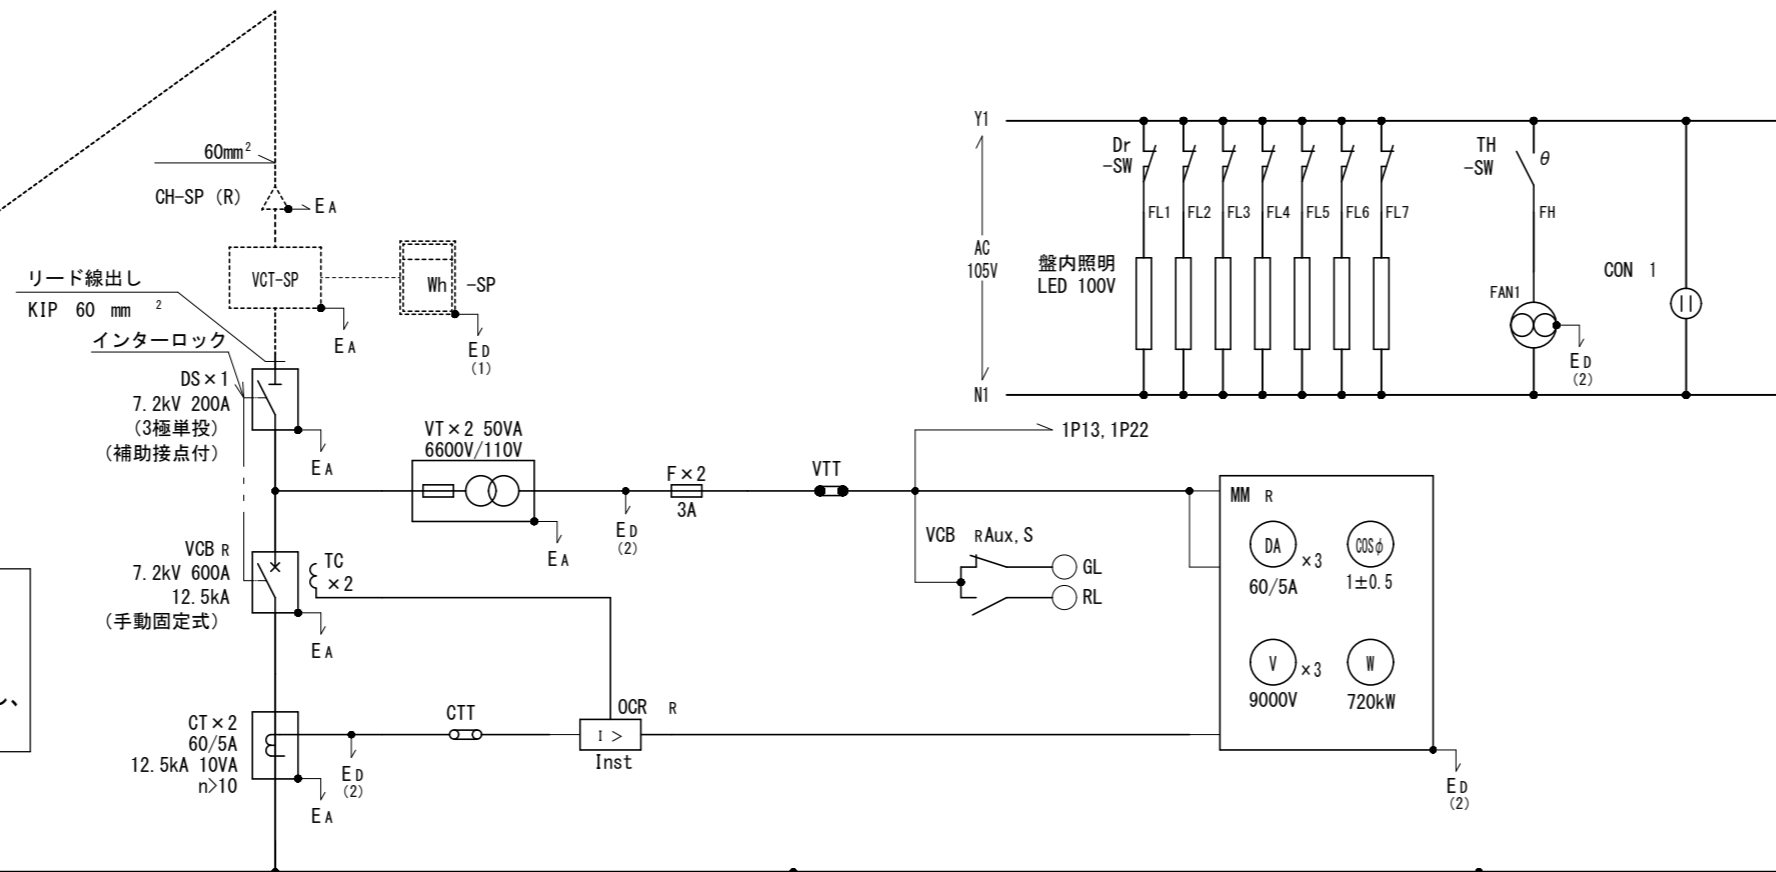 60mm²
CH-SP (R)
EA
VCT-SP
Wh -SP
EA
ED
(1)
リード線出し
KIP 60 mm ²
インターロック
DS×1
7.2kV 200A
(3極単投)
(補助接点付)
EA
VT×2 50VA
6600V/110V
EA
ED
(2)
F×2
3A
VTT
1P13, 1P22
VCB R
7.2kV 600A
12.5kA
(手動固定式)
EA
TC
×2
VCB RAux, S
GL
RL
MM R
DA ×3
60/5A
COSφ
1±0.5
V ×3
9000V
W
720kW
ED
(2)
CT×2
60/5A
12.5kA 10VA
n>10
EA
ED
(2)
CTT
OCR R
I >
Inst
Y1
AC
105V
N1
Dr
-SW
FL1 FL2 FL3 FL4 FL5 FL6 FL7
盤内照明
LED 100V
TH
-SW
θ
FH
FAN1
ED
(2)
CON 1